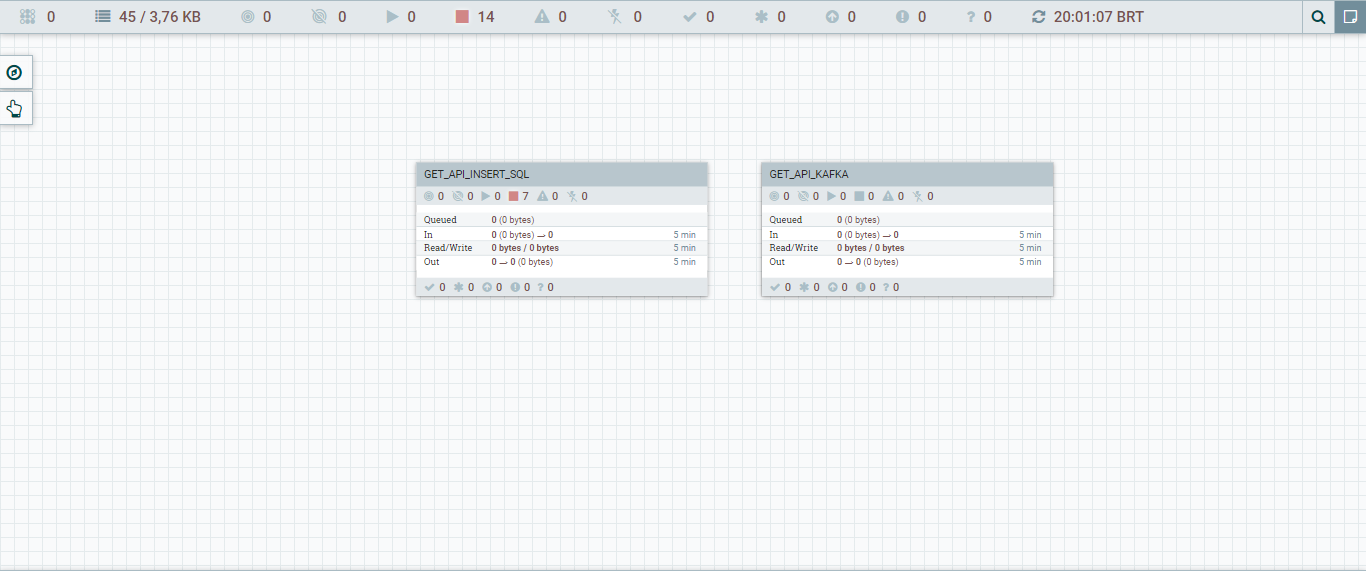 0 45 / 3,76 KB 0 0 0 14 0 0 0 0 0 0 ? 0 20:01:07 BRT
GET_API_INSERT_SQL
0 0 0 7 0 0
Queued 0 (0 bytes)
In 0 (0 bytes) → 0 5 min
Read/Write 0 bytes / 0 bytes 5 min
Out 0 → 0 (0 bytes) 5 min
0 0 0 0 ? 0
GET_API_KAFKA
0 0 0 0 0 0
Queued 0 (0 bytes)
In 0 (0 bytes) → 0 5 min
Read/Write 0 bytes / 0 bytes 5 min
Out 0 → 0 (0 bytes) 5 min
0 0 0 0 ? 0